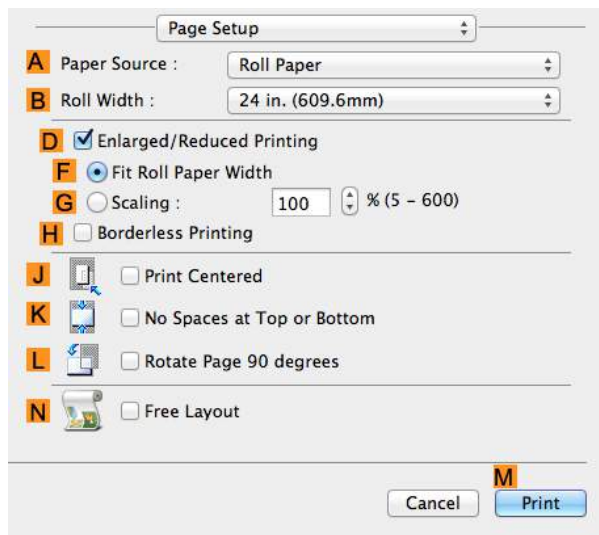 Page Setup
A Paper Source : Roll Paper
B Roll Width : 24 in. (609.6mm)
D Enlarged/Reduced Printing
F Fit Roll Paper Width
G Scaling : 100 % (5 - 600)
H Borderless Printing
J Print Centered
K No Spaces at Top or Bottom
L Rotate Page 90 degrees
N Free Layout
M
Cancel Print